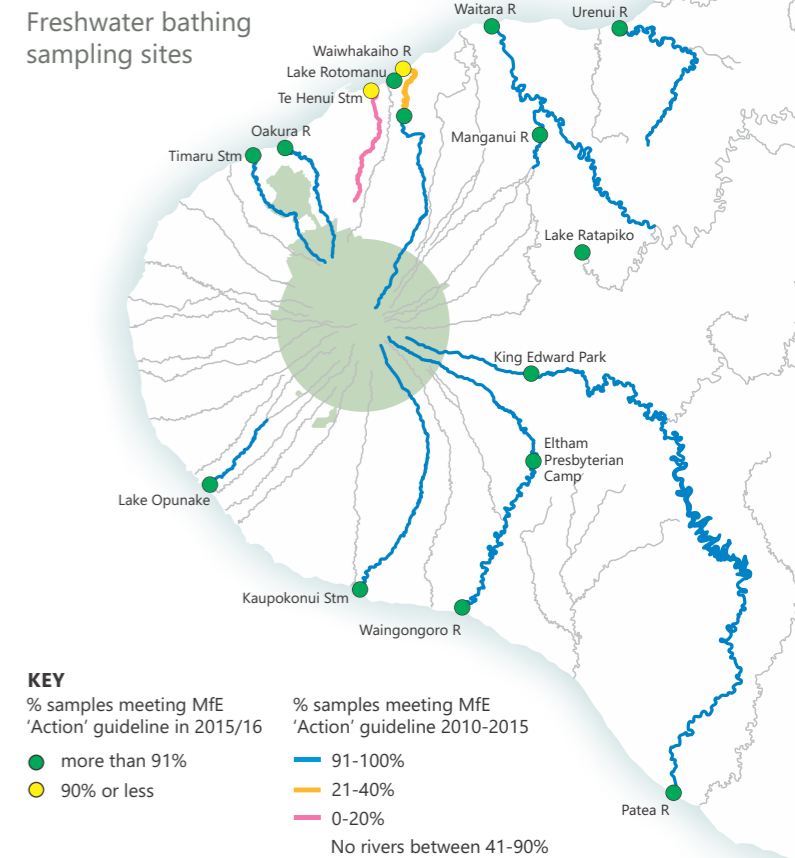 Freshwater bathing
sampling sites
Waitara R
Urenui R
Waiwhakaiho R
Lake Rotomanu
Te Henui Stm
Oakura R
Manganui R
Timaru Stm
Lake Ratapiko
King Edward Park
Eltham
Presbyterian
Camp
Lake Opunake
Kaupokonui Stm
Waingongoro R
Patea R
KEY
% samples meeting MfE
‘Action’ guideline in 2015/16
more than 91%
90% or less
% samples meeting MfE
‘Action’ guideline 2010-2015
91-100%
21-40%
0-20%
No rivers between 41-90%